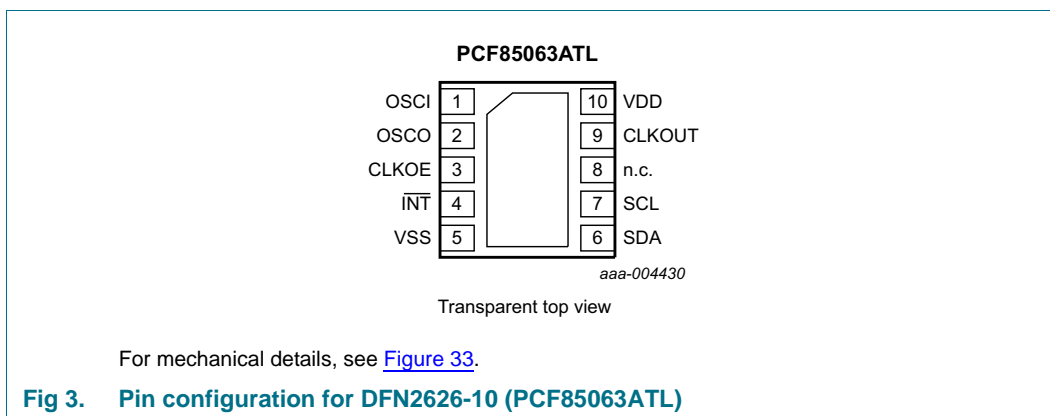 PCF85063ATL
OSCI 1 10 VDD
OSCO 2 9 CLKOUT
CLKOE 3 8 n.c.
INT 4 7 SCL
VSS 5 6 SDA
aaa-004430
Transparent top view
For mechanical details, see Figure 33.
Fig 3. Pin configuration for DFN2626-10 (PCF85063ATL)